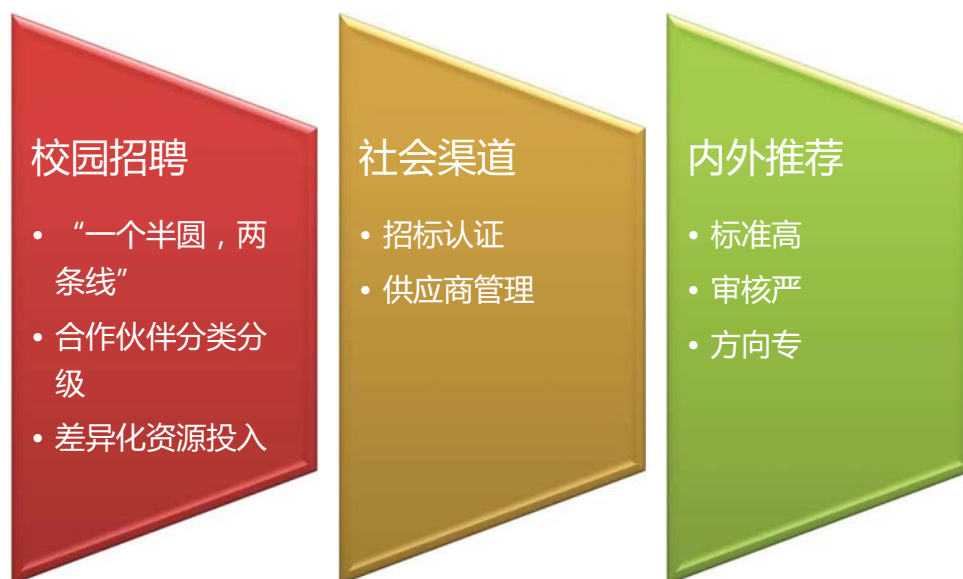 校园招聘
• “一个半圆，两
条线”
• 合作伙伴分类分
级
• 差异化资源投入
社会渠道
• 招标认证
• 供应商管理
内外推荐
• 标准高
• 审核严
• 方向专